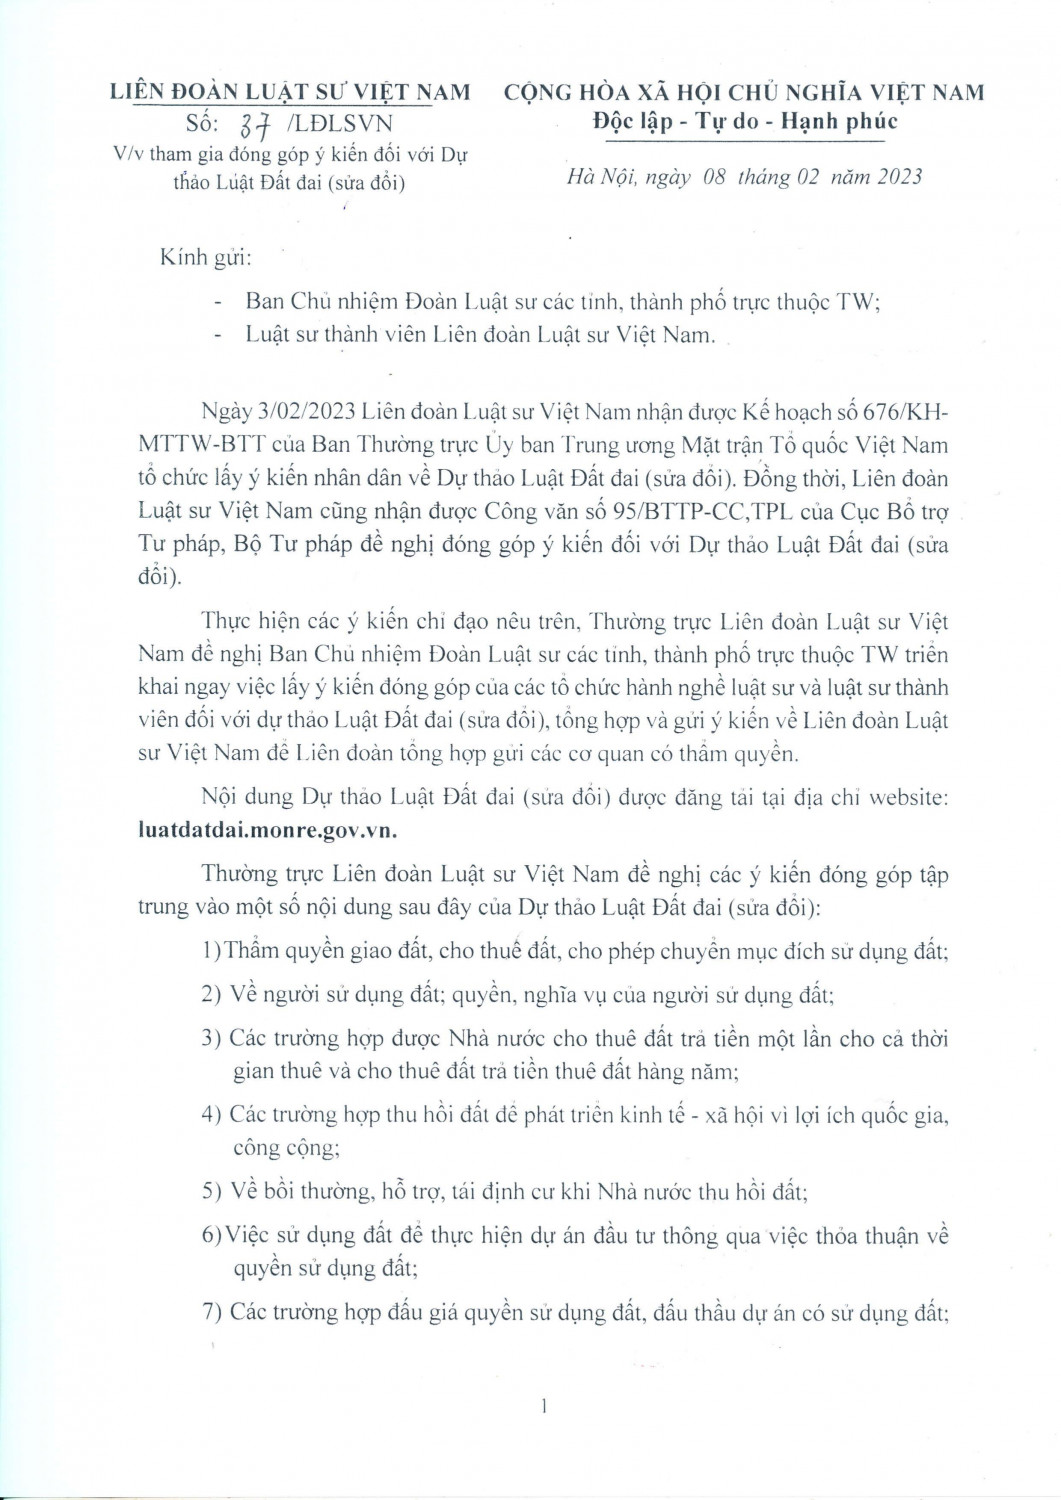 LIÊN ĐOÀN LUẬT SƯ VIỆT NAM
Số: 37 /LĐLSVN
V/v tham gia đóng góp ý kiến đối với Dự
thảo Luật Đất đai (sửa đổi)
CỘNG HÒA XÃ HỘI CHỦ NGHĨA VIỆT NAM
Độc lập - Tự do - Hạnh phúc
Hà Nội, ngày 08 tháng 02 năm 2023
Kính gửi:
- Ban Chủ nhiệm Đoàn Luật sư các tỉnh, thành phố trực thuộc TW;
- Luật sư thành viên Liên đoàn Luật sư Việt Nam.
Ngày 3/02/2023 Liên đoàn Luật sư Việt Nam nhận được Kế hoạch số 676/KH-
MTTW-BTT của Ban Thường trực Ủy ban Trung ương Mặt trận Tổ quốc Việt Nam
tổ chức lấy ý kiến nhân dân về Dự thảo Luật Đất đai (sửa đổi). Đồng thời, Liên đoàn
Luật sư Việt Nam cũng nhận được Công văn số 95/BTTP-CC,TPL của Cục Bổ trợ
Tư pháp, Bộ Tư pháp đề nghị đóng góp ý kiến đối với Dự thảo Luật Đất đai (sửa
đổi).
Thực hiện các ý kiến chỉ đạo nêu trên, Thường trực Liên đoàn Luật sư Việt
Nam đề nghị Ban Chủ nhiệm Đoàn Luật sư các tỉnh, thành phố trực thuộc TW triển
khai ngay việc lấy ý kiến đóng góp của các tổ chức hành nghề luật sư và luật sư thành
viên đối với dự thảo Luật Đất đai (sửa đổi), tổng hợp và gửi ý kiến về Liên đoàn Luật
sư Việt Nam để Liên đoàn tổng hợp gửi các cơ quan có thẩm quyền.
Nội dung Dự thảo Luật Đất đai (sửa đổi) được đăng tải tại địa chỉ website:
luatdatdai.monre.gov.vn.
Thường trực Liên đoàn Luật sư Việt Nam đề nghị các ý kiến đóng góp tập
trung vào một số nội dung sau đây của Dự thảo Luật Đất đai (sửa đổi):
1)Thẩm quyền giao đất, cho thuê đất, cho phép chuyển mục đích sử dụng đất;
2) Về người sử dụng đất; quyền, nghĩa vụ của người sử dụng đất;
3) Các trường hợp được Nhà nước cho thuê đất trả tiền một lần cho cả thời
gian thuê và cho thuê đất trả tiền thuê đất hàng năm;
4) Các trường hợp thu hồi đất để phát triển kinh tế - xã hội vì lợi ích quốc gia,
công cộng;
5) Về bồi thường, hỗ trợ, tái định cư khi Nhà nước thu hồi đất;
6)Việc sử dụng đất để thực hiện dự án đầu tư thông qua việc thỏa thuận về
quyền sử dụng đất;
7) Các trường hợp đấu giá quyền sử dụng đất, đấu thầu dự án có sử dụng đất;
1